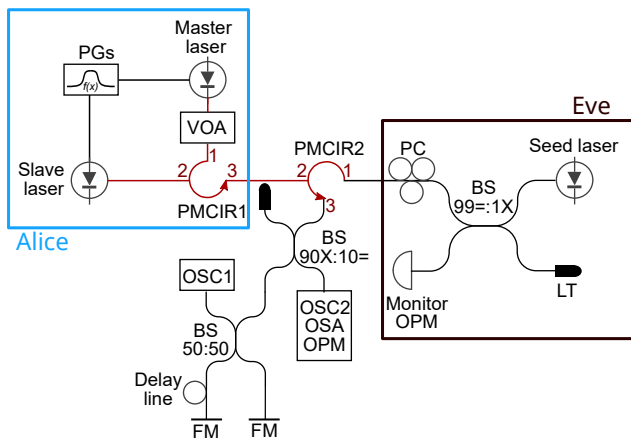 Master
laser
PGs
f(x)
VOA
Slave
laser
2
1
3
PMCIR1
Alice
PMCIR2
2
1
3
Eve
PC
Seed laser
BS
99=:1X
Monitor
OPM
LT
BS
90X:10=
OSC1
OSC2
OSA
OPM
BS
50:50
Delay
line
FM
FM